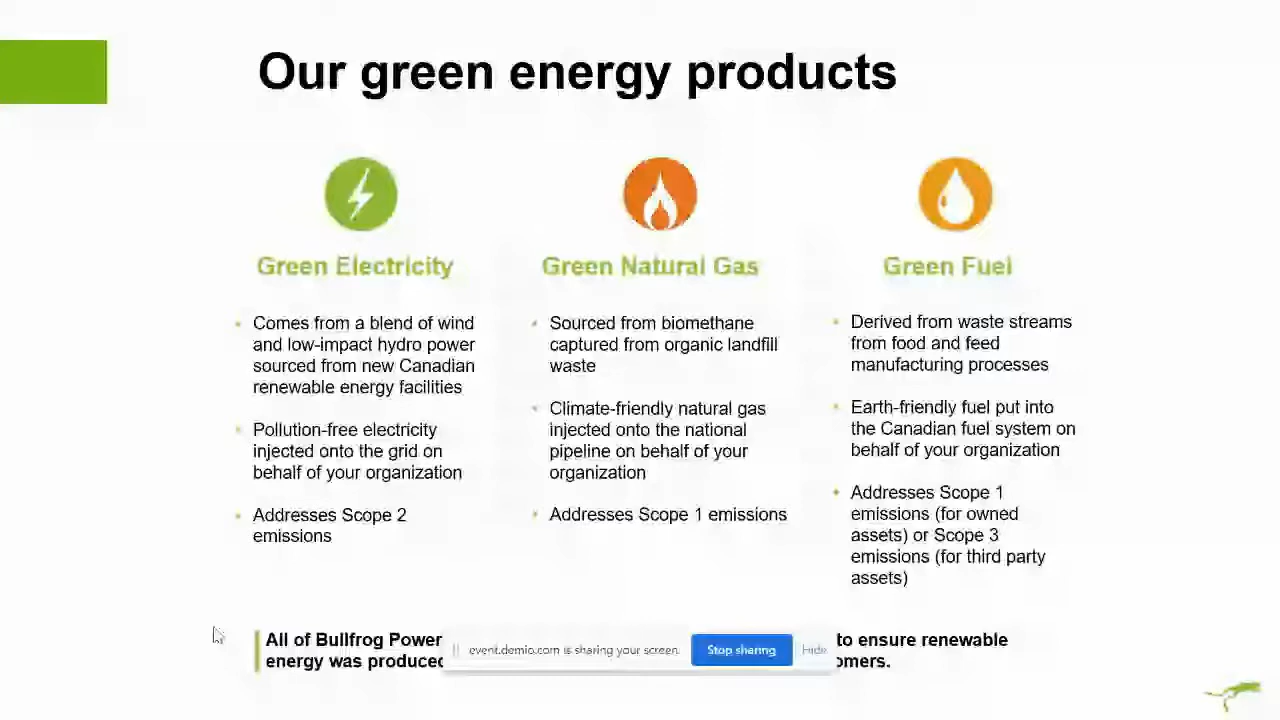 Our green energy products
Green Electricity
Comes from a blend of wind
and low-impact hydro power
sourced from new Canadian
renewable energy facilities
Pollution-free electricity
injected onto the grid on
behalf of your organization
Addresses Scope 2
emissions
Green Natural Gas
Sourced from biomethane
captured from organic landfill
waste
Climate-friendly natural gas
injected onto the national
pipeline on behalf of your
organization
Addresses Scope 1 emissions
Green Fuel
Derived from waste streams
from food and feed
manufacturing processes
Earth-friendly fuel put into
the Canadian fuel system on
behalf of your organization
Addresses Scope 1
emissions (for owned
assets) or Scope 3
emissions (for third party
assets)
All of Bullfrog Power to ensure renewable
energy was produced omers.
event.demio.com is sharing your screen. Stop sharing Hide